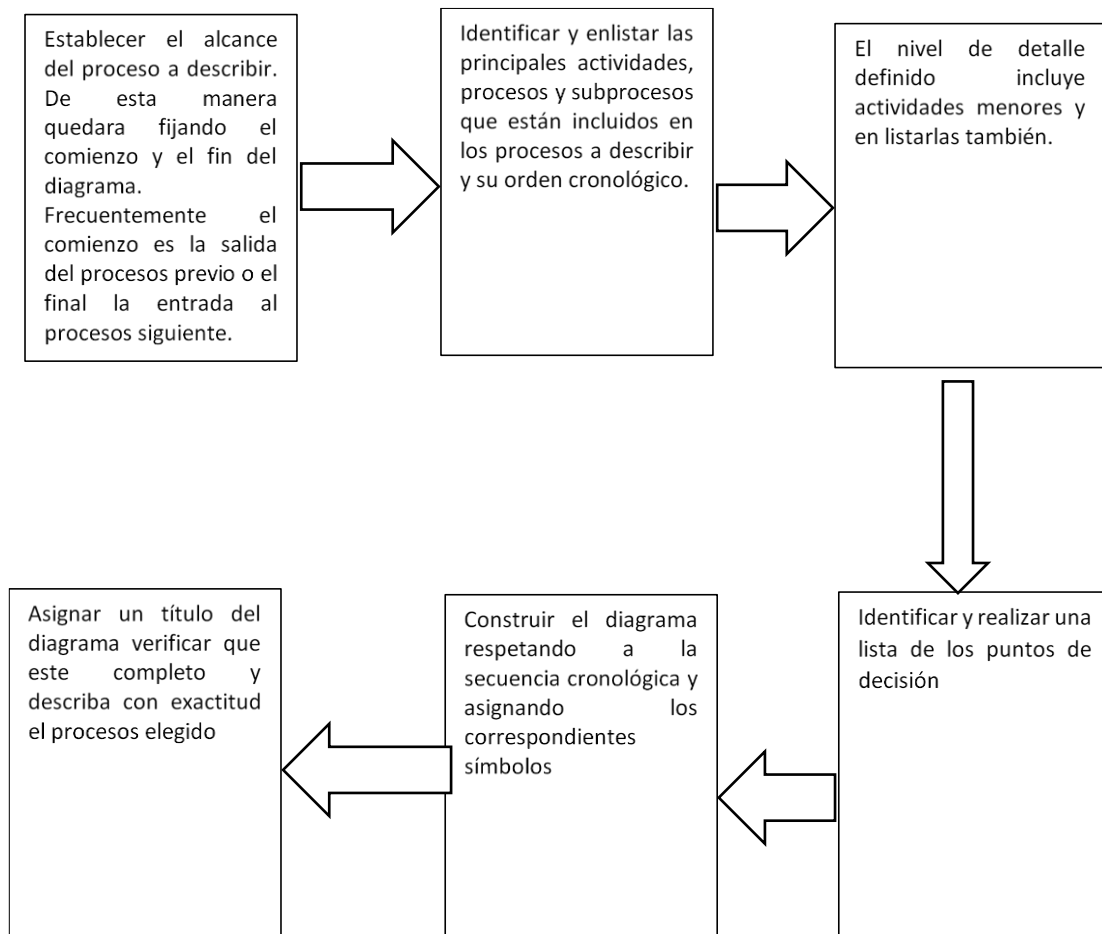 Establecer el alcance
del proceso a describir.
De esta manera
quedara fijando el
comienzo y el fin del
diagrama.
Frecuentemente el
comienzo es la salida
del procesos previo o el
final la entrada al
procesos siguiente.
Identificar y enlistar las
principales actividades,
procesos y subprocesos
que están incluidos en
los procesos a describir
y su orden cronológico.
El nivel de detalle
definido incluye
actividades menores y
en listarlas también.
Identificar y realizar una
lista de los puntos de
decisión
Construir el diagrama
respetando a la
secuencia cronológica y
asignando los
correspondientes
símbolos
Asignar un título del
diagrama verificar que
este completo y
describa con exactitud
el procesos elegido